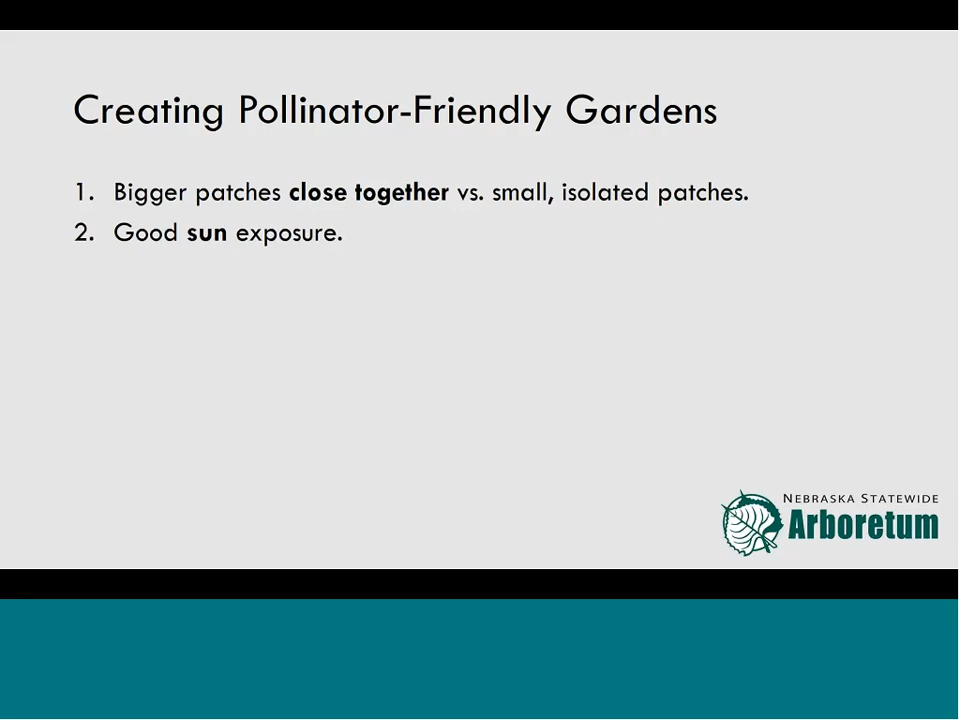 Creating Pollinator-Friendly Gardens
1. Bigger patches close together vs. small, isolated patches.
2. Good sun exposure.
NEBRASKA STATEWIDE
Arboretum